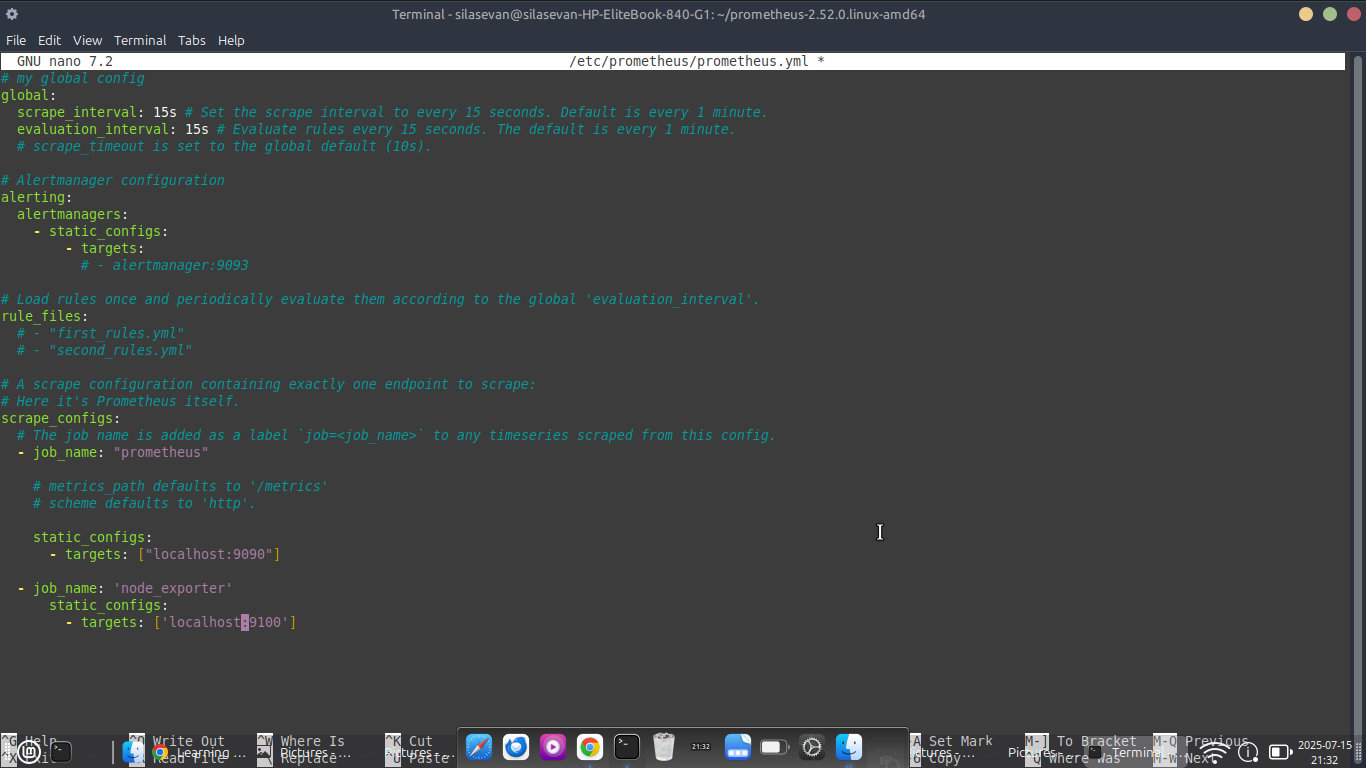 Terminal - silasevan@silasevan-HP-EliteBook-840-G1: ~/prometheus-2.52.0.linux-amd64
File Edit View Terminal Tabs Help
GNU nano 7.2 /etc/prometheus/prometheus.yml *
# my global config
global:
  scrape_interval: 15s # Set the scrape interval to every 15 seconds. Default is every 1 minute.
  evaluation_interval: 15s # Evaluate rules every 15 seconds. The default is every 1 minute.
  # scrape_timeout is set to the global default (10s).

# Alertmanager configuration
alerting:
  alertmanagers:
    - static_configs:
        - targets:
          # - alertmanager:9093

# Load rules once and periodically evaluate them according to the global 'evaluation_interval'.
rule_files:
  # - "first_rules.yml"
  # - "second_rules.yml"

# A scrape configuration containing exactly one endpoint to scrape:
# Here it's Prometheus itself.
scrape_configs:
  # The job name is added as a label `job=<job_name>` to any timeseries scraped from this config.
  - job_name: "prometheus"

    # metrics_path defaults to '/metrics'
    # scheme defaults to 'http'.

    static_configs:
      - targets: ["localhost:9090"]

  - job_name: 'node_exporter'
      static_configs:
        - targets: ['localhost:9100']
^G Help Write Out ^W Where Is ^K Cut Set Mark M-] To Bracket M-Q Previous
Read File Replace Copy Where Was M-W
Learning ... Pictures - ... 21:32
2025-07-15
21:32